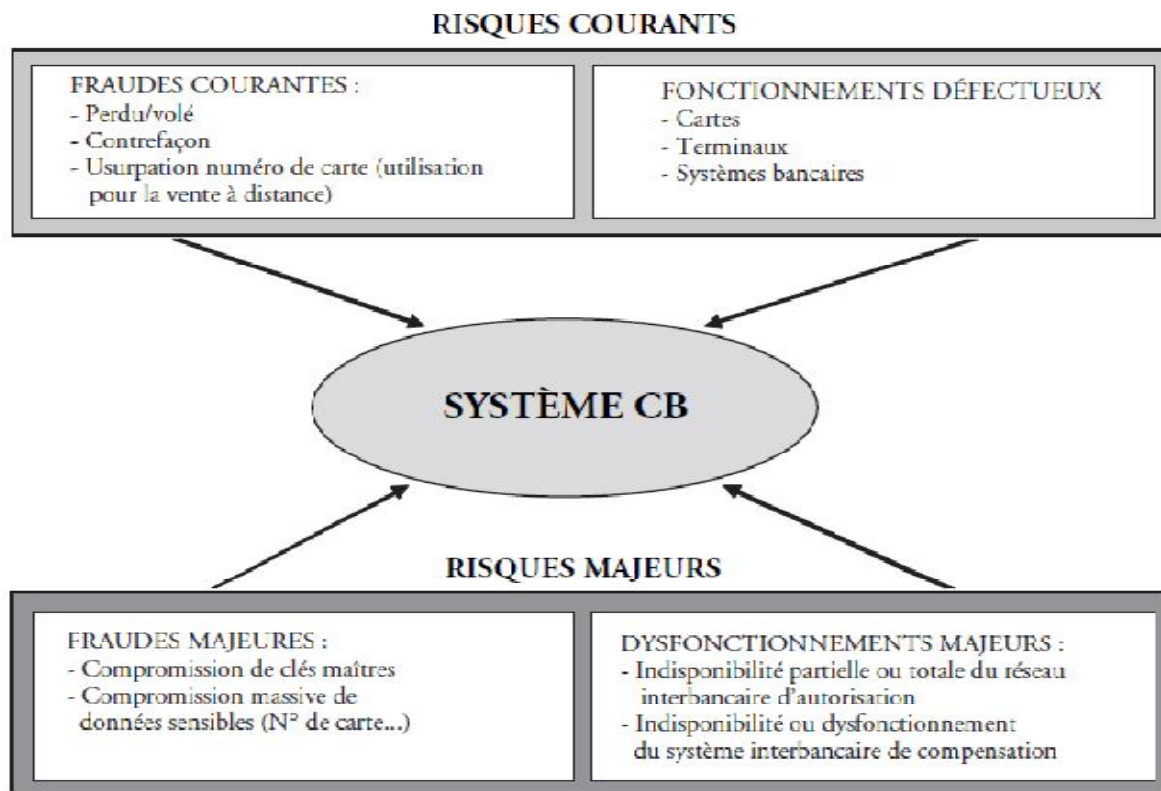 RISQUES COURANTS
FRAUDES COURANTES :
- Perdu/volé
- Contrefaçon
- Usurpation numéro de carte (utilisation
pour la vente à distance)
FONCTIONNEMENTS DÉFECTUEUX
- Cartes
- Terminaux
- Systèmes bancaires
SYSTÈME CB
RISQUES MAJEURS
FRAUDES MAJEURES :
- Compromission de clés maîtres
- Compromission massive de
données sensibles (N° de carte...)
DYSFONCTIONNEMENTS MAJEURS :
- Indisponibilité partielle ou totale du réseau
interbancaire d'autorisation
- Indisponibilité ou dysfonctionnement
du système interbancaire de compensation